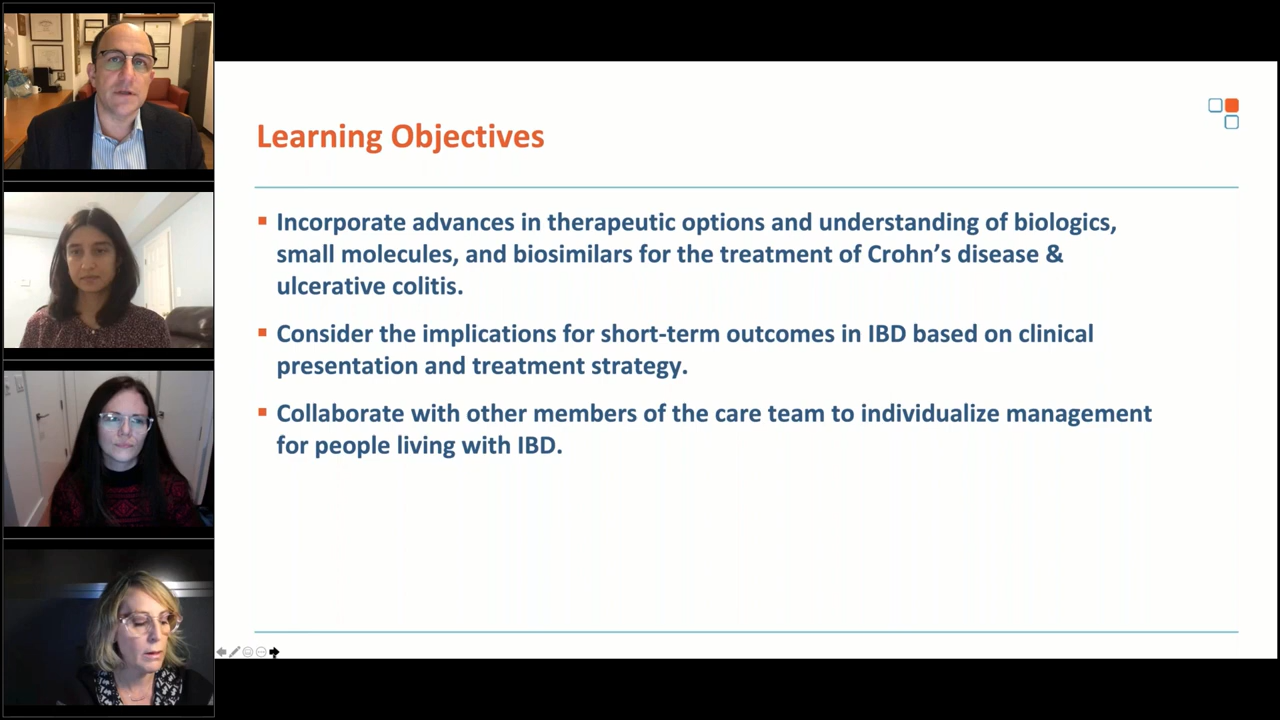 Learning Objectives
Incorporate advances in therapeutic options and understanding of biologics,
small molecules, and biosimilars for the treatment of Crohn’s disease &
ulcerative colitis.
Consider the implications for short-term outcomes in IBD based on clinical
presentation and treatment strategy.
Collaborate with other members of the care team to individualize management
for people living with IBD.